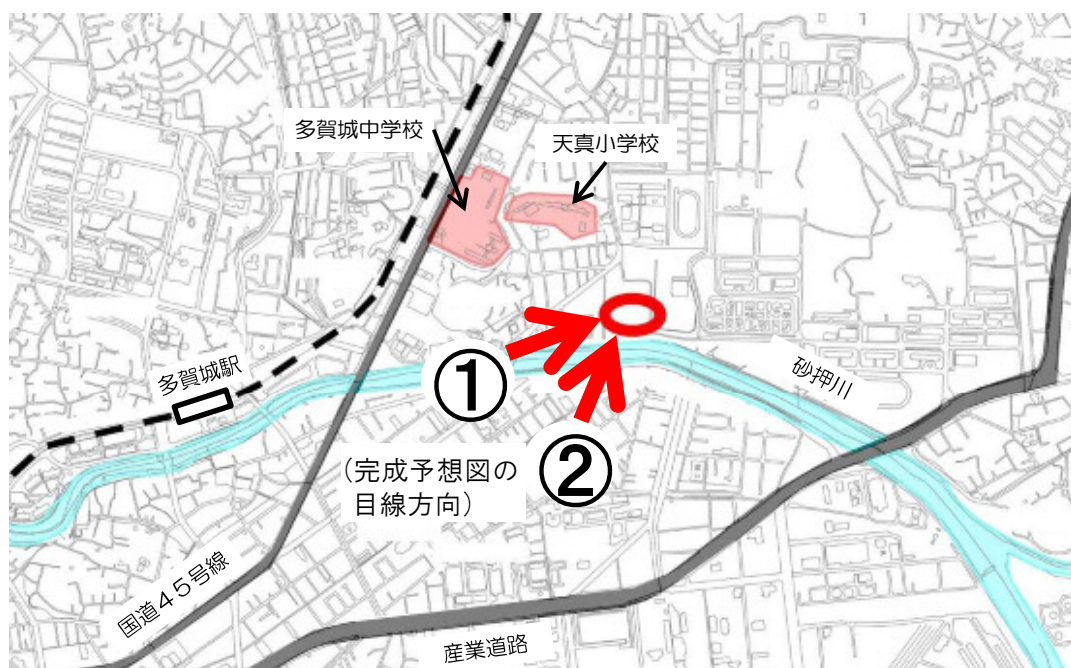 多賀城中学校
天真小学校
多賀城駅
砂押川
①
②
(完成予想図の
目線方向)
国道45号線
産業道路